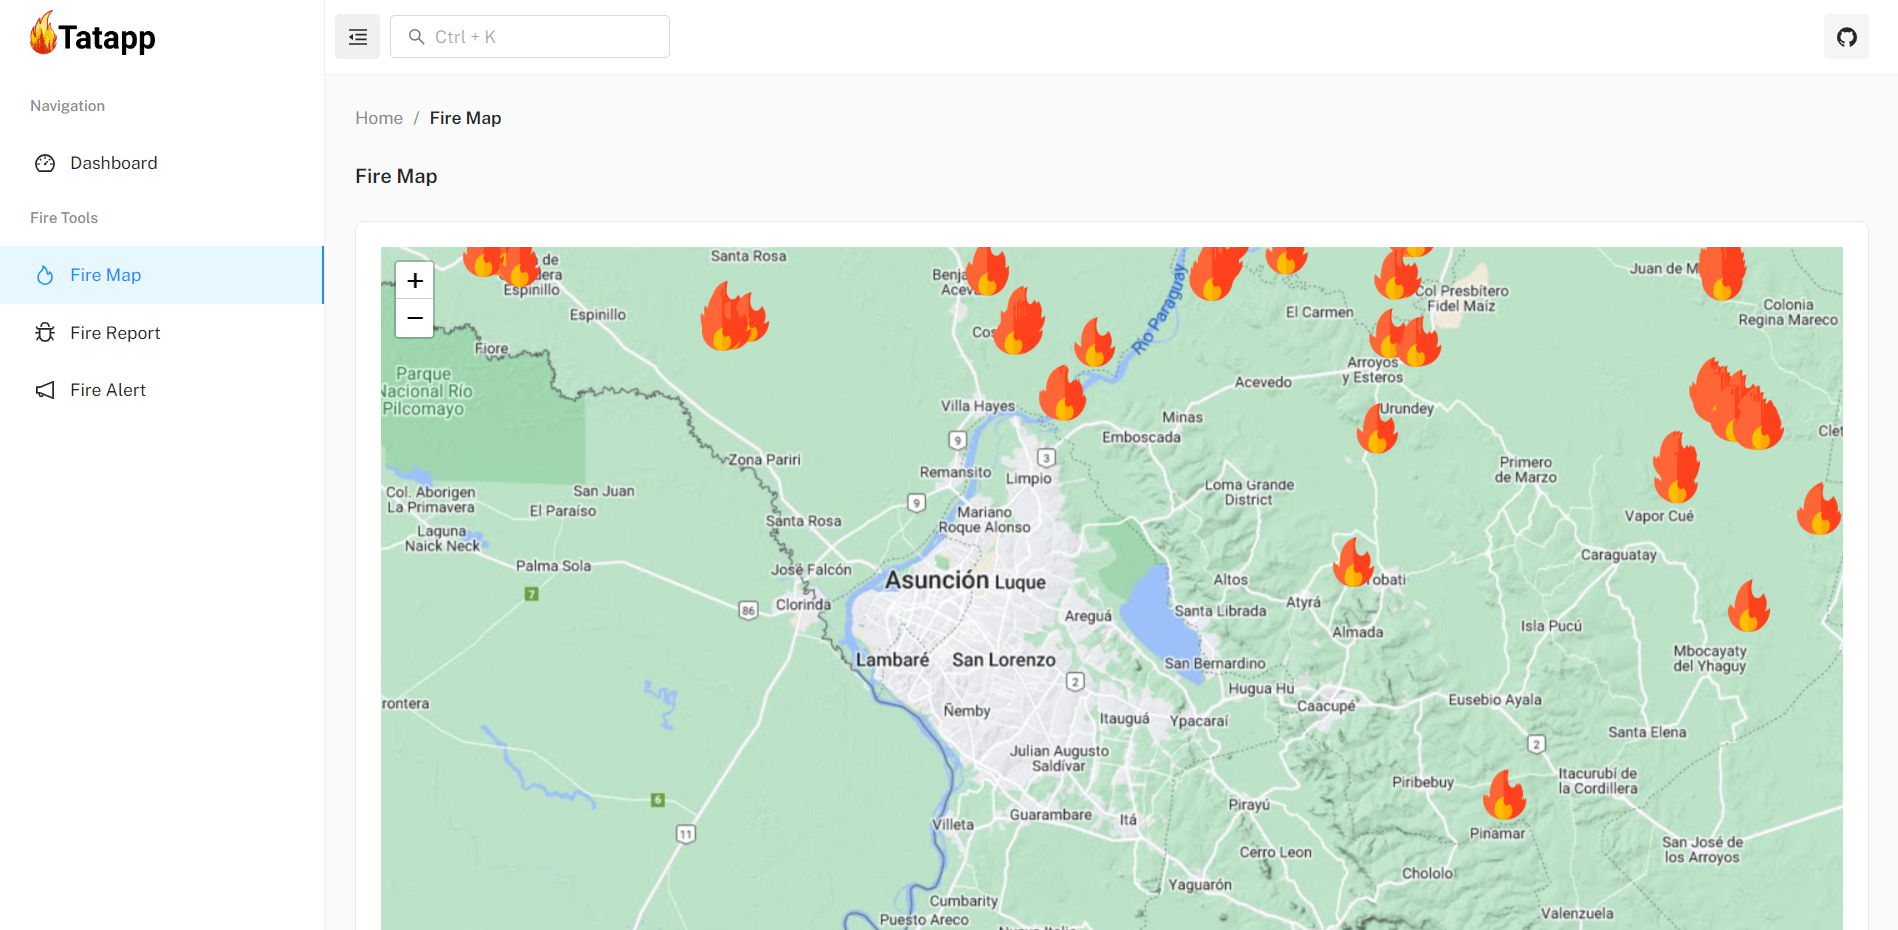 Tatapp
Ctrl + K
Navigation
Dashboard
Fire Tools
Fire Map
Fire Report
Fire Alert
Home / Fire Map
Fire Map
+
−
de
dera
Espinillo
Santa Rosa
Espinillo
Fiore
Parque
Nacional Río
Pilcomayo
Benja
Acev
Cos
Río Paraguay
El Carmen
Col Presbítero
Fidel Maíz
Juan de M
Colonia
Regina Mareco
Arroyos
y Esteros
Acevedo
Villa Hayes
Minas
Urundey
Emboscada
Clet
9
3
Zona Pariri
Remansito
Limpio
Primero
de Marzo
Col. Aborigen
La Primavera
San Juan
El Paraíso
9
Loma Grande
District
Santa Rosa
Mariano
Roque Alonso
Vapor Cué
Laguna
Naick Neck
Palma Sola
José Falcón
Caraguatay
Asunción
Luque
Altos
Tobati
7
86
Clorinda
Areguá
Santa Librada
Atyrá
Almada
Isla Pucú
Lambaré
San Lorenzo
San Bernardino
Mbocayaty
del Yhaguy
2
Hugua Hu
Caacupé
Eusebio Ayala
rontera
Ñemby
Itauguá
Ypacaraí
Santa Elena
Julian Augusto
Saldívar
2
Piribebuy
Itacurubí de
la Cordillera
6
Pirayú
Guarambare
Itá
11
Villeta
Pinamar
San José de
los Arroyos
Cerro Leon
Chololo
Yaguarón
Cumbarity
Puesto Areco
Valenzuela